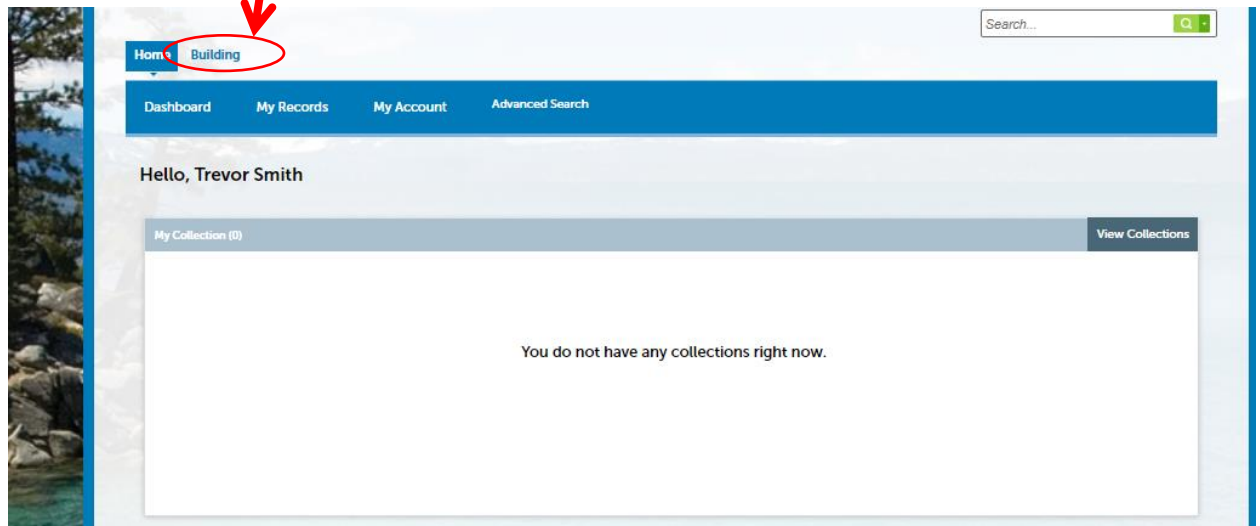 Search...
Home Building
Dashboard My Records My Account Advanced Search
Hello, Trevor Smith
My Collection (0) View Collections
You do not have any collections right now.